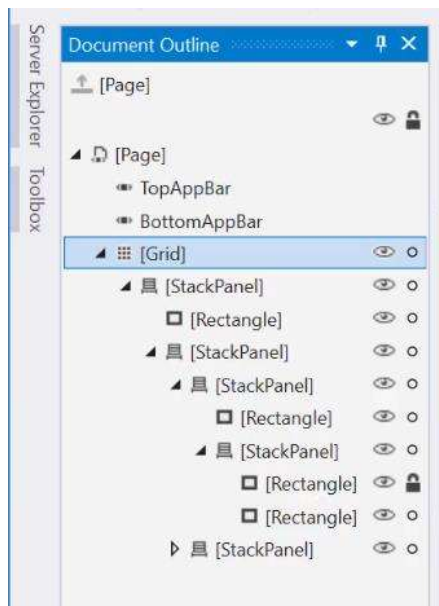 Server Explorer
Toolbox
Document Outline
[Page]
[Page]
TopAppBar
BottomAppBar
[Grid]
[StackPanel]
[Rectangle]
[StackPanel]
[StackPanel]
[Rectangle]
[StackPanel]
[Rectangle]
[Rectangle]
[StackPanel]